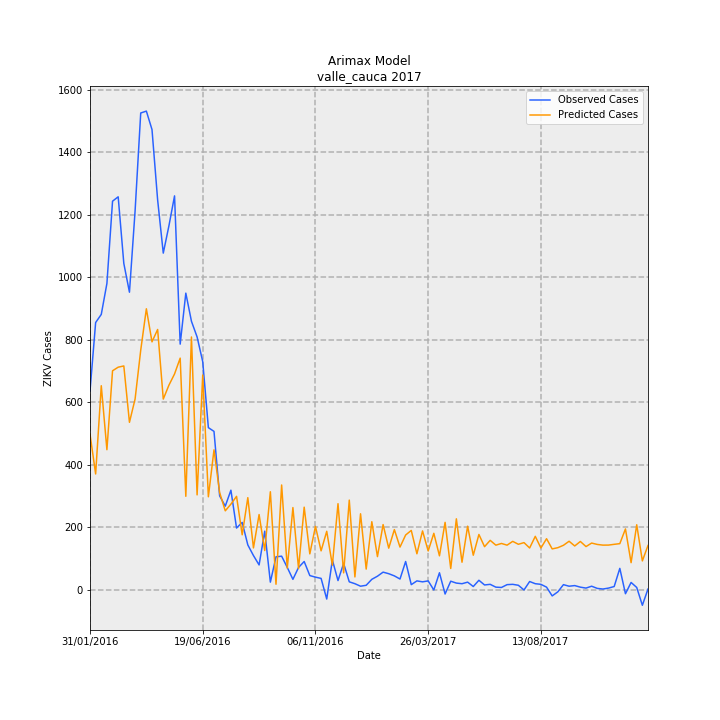 Arimax Model
valle_cauca 2017
Observed Cases
Predicted Cases
ZIKV Cases
1600
1400
1200
1000
800
600
400
200
0
31/01/2016
19/06/2016
06/11/2016
26/03/2017
13/08/2017
Date